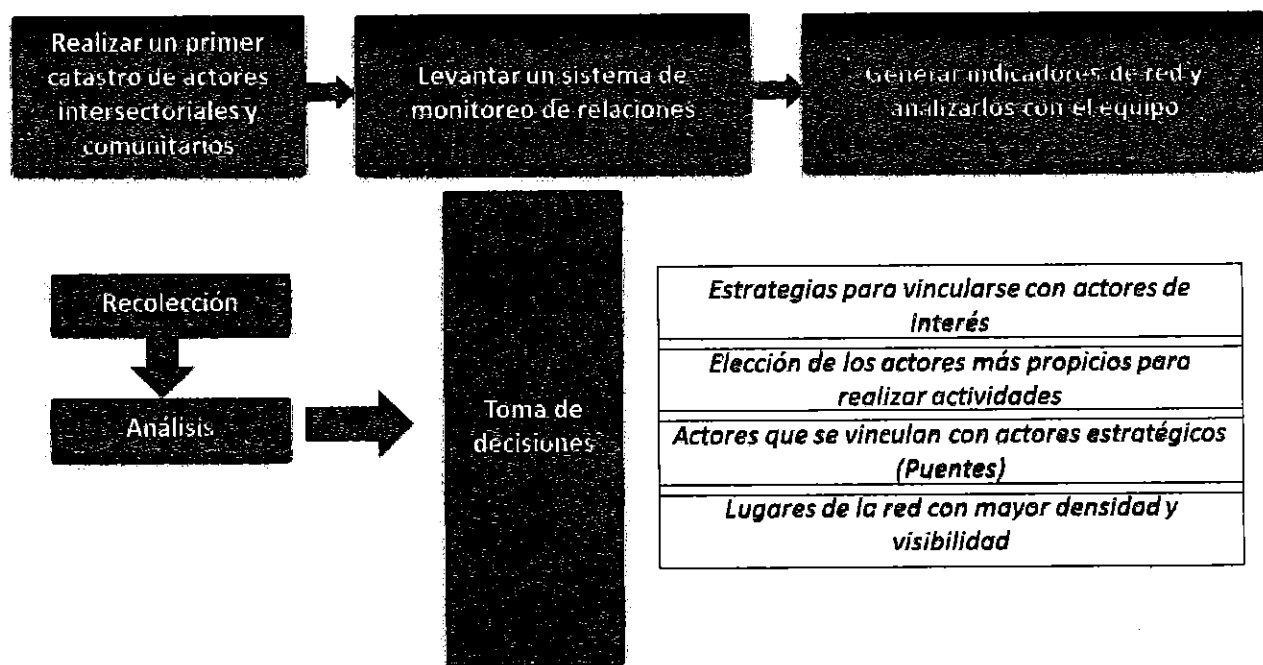 Realizar un primer
catastro de actores
intersectoriales y
comunitarios
Levantar un sistema de
monitoreo de relaciones
Generar indicadores de red y
analizarlos con el equipo
Recolección
Análisis
Toma de
decisiones
Estrategias para vincularse con actores de
interés
Elección de los actores más propicios para
realizar actividades
Actores que se vinculan con actores estratégicos
(Puentes)
Lugares de la red con mayor densidad y
visibilidad